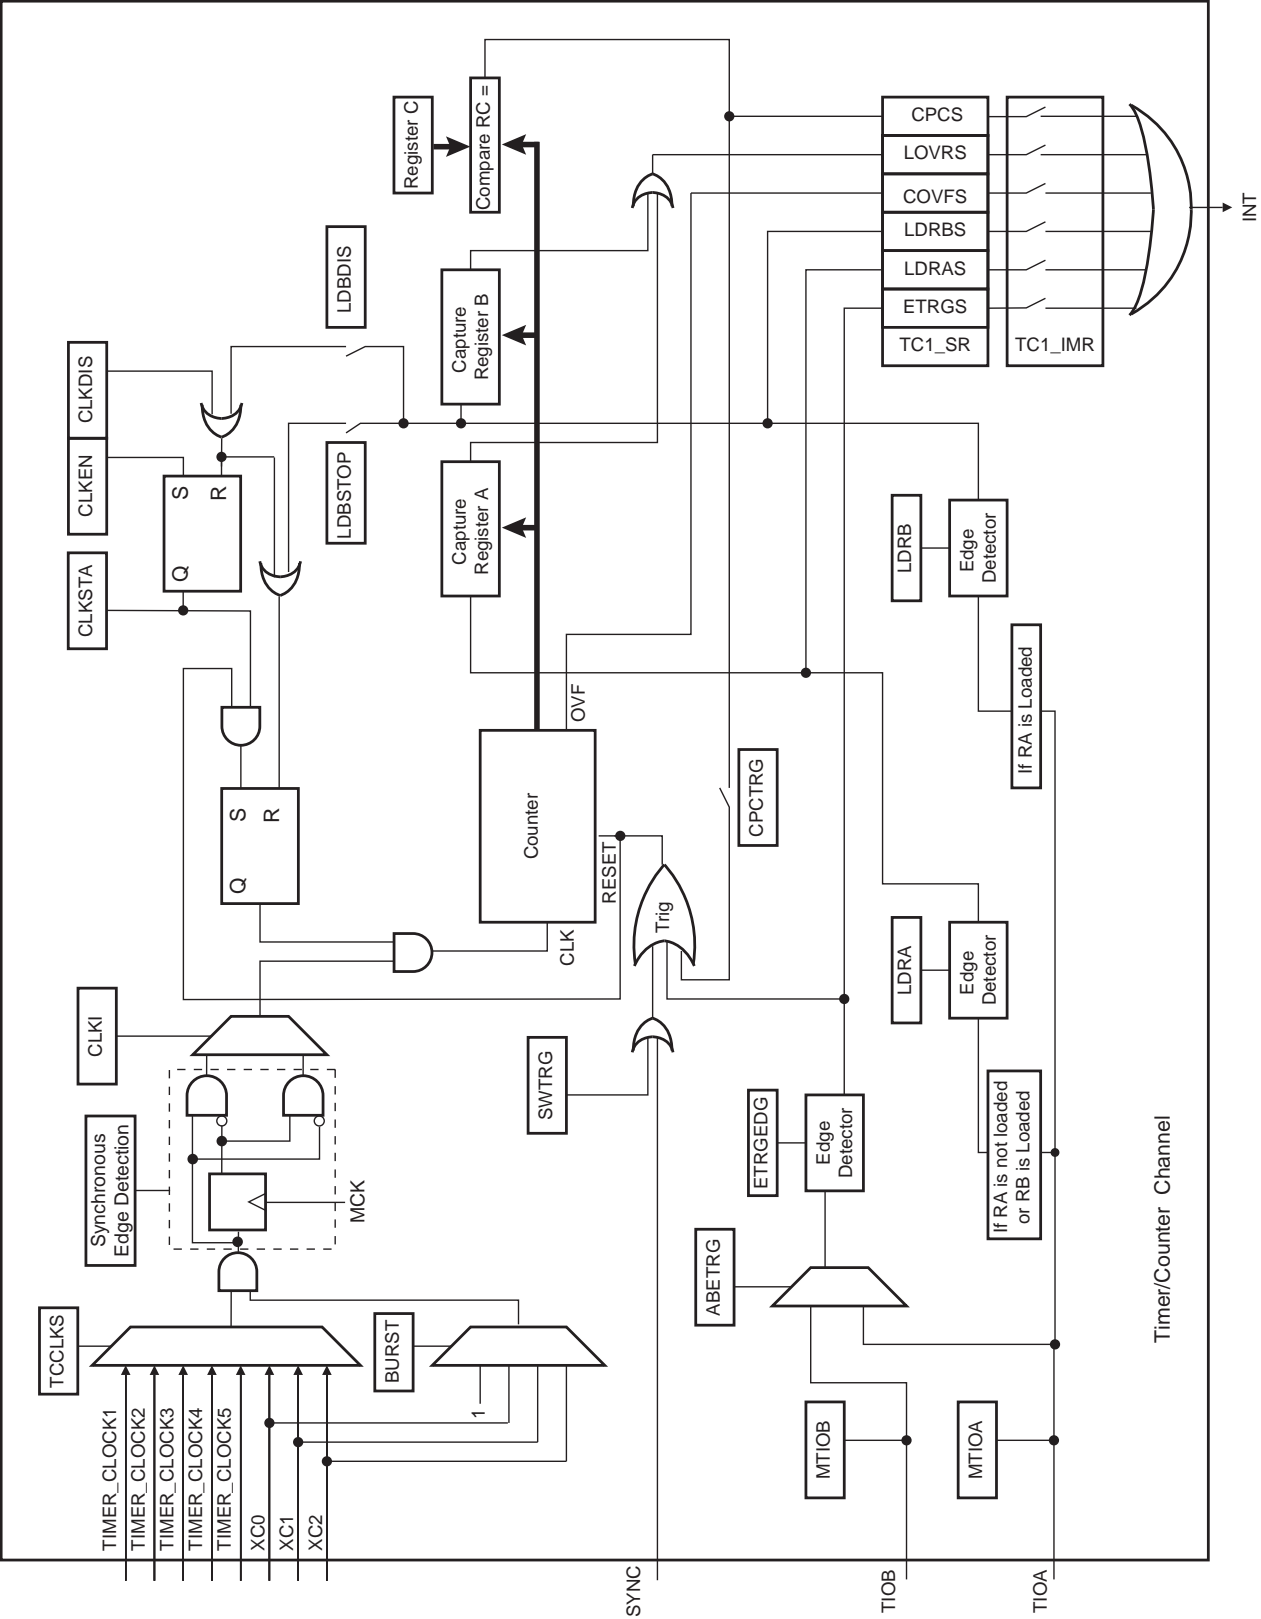 TCCLKS
TIMER_CLOCK1
TIMER_CLOCK2
TIMER_CLOCK3
TIMER_CLOCK4
TIMER_CLOCK5
XC0
XC1
XC2
Synchronous
Edge Detection
CLKI
CLKSTA
CLKEN
CLKDIS
BURST
1
MCK
Q
S
R
Q
S
R
LDBSTOP
LDBDIS
SYNC
SWTRG
CLK
Counter
RESET
OVF
Trig
Capture
Register A
Capture
Register B
Register C
Compare RC =
CPCTRG
TIOB
MTIOB
ABETRG
ETRGEDG
Edge
Detector
TIOA
MTIOA
If RA is not loaded
or RB is Loaded
LDRA
Edge
Detector
If RA is Loaded
LDRB
Edge
Detector
CPCS
LOVRS
COVFS
LDRBS
LDRAS
ETRGS
TC1_SR
TC1_IMR
INT
Timer/Counter Channel